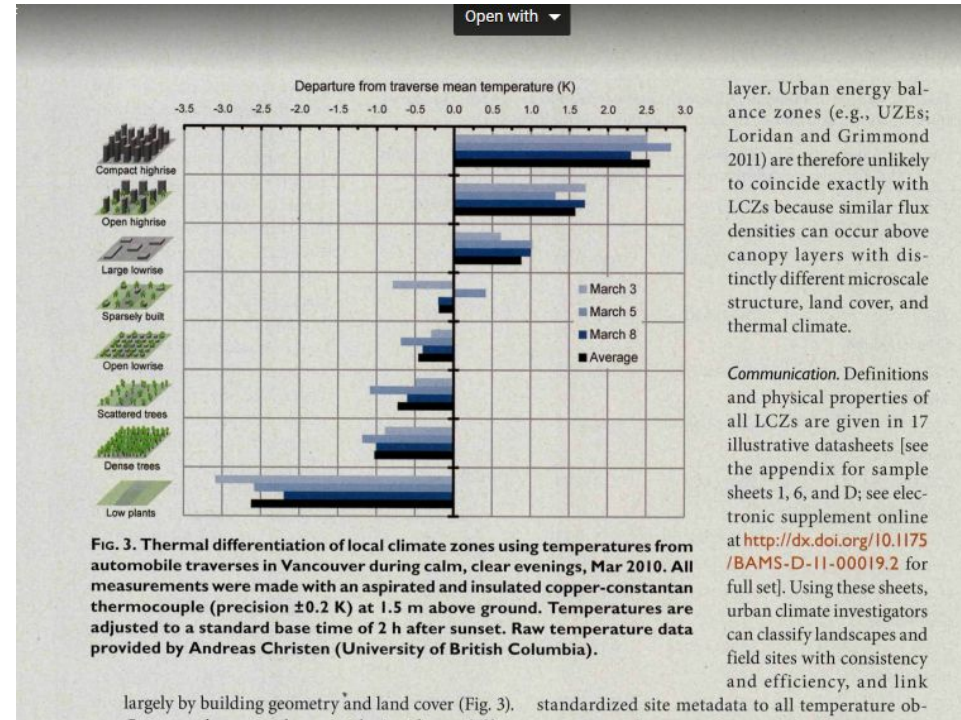 Open with
Departure from traverse mean temperature (K)
-3.5 -3.0 -2.5 -2.0 -1.5 -1.0 -0.5 0.0 0.5 1.0 1.5 2.0 2.5 3.0
Compact highrise
Open highrise
Large lowrise
Sparsely built
Open lowrise
Scattered trees
Dense trees
Low plants
March 3
March 5
March 8
Average
FIG. 3. Thermal differentiation of local climate zones using temperatures from
automobile traverses in Vancouver during calm, clear evenings, Mar 2010. All
measurements were made with an aspirated and insulated copper-constantan
thermocouple (precision ±0.2 K) at 1.5 m above ground. Temperatures are
adjusted to a standard base time of 2 h after sunset. Raw temperature data
provided by Andreas Christen (University of British Columbia).
largely by building geometry and land cover (Fig. 3).
layer. Urban energy bal-
ance zones (e.g., UZEs;
Loridan and Grimmond
2011) are therefore unlikely
to coincide exactly with
LCZs because similar flux
densities can occur above
canopy layers with dis-
tinctly different microscale
structure, land cover, and
thermal climate.
Communication. Definitions
and physical properties of
all LCZs are given in 17
illustrative datasheets [see
the appendix for sample
sheets 1, 6, and D; see elec-
tronic supplement online
at http://dx.doi.org/10.1175
/BAMS-D-11-00019.2 for
full set]. Using these sheets,
urban climate investigators
can classify landscapes and
field sites with consistency
and efficiency, and link
standardized site metadata to all temperature ob-